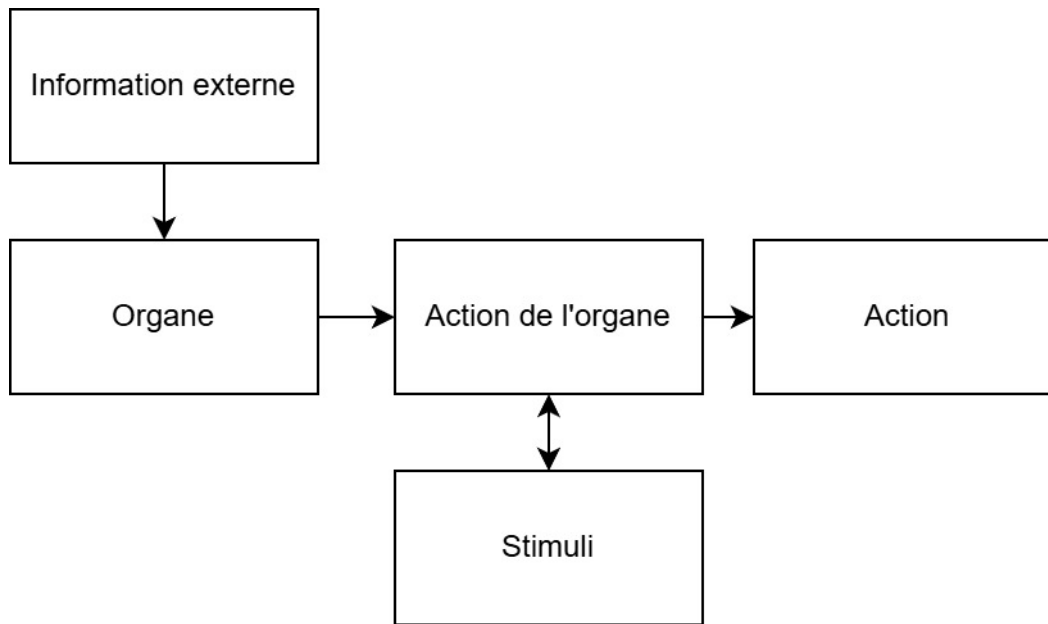 Information externe
Organe
Action de l'organe
Action
Stimuli